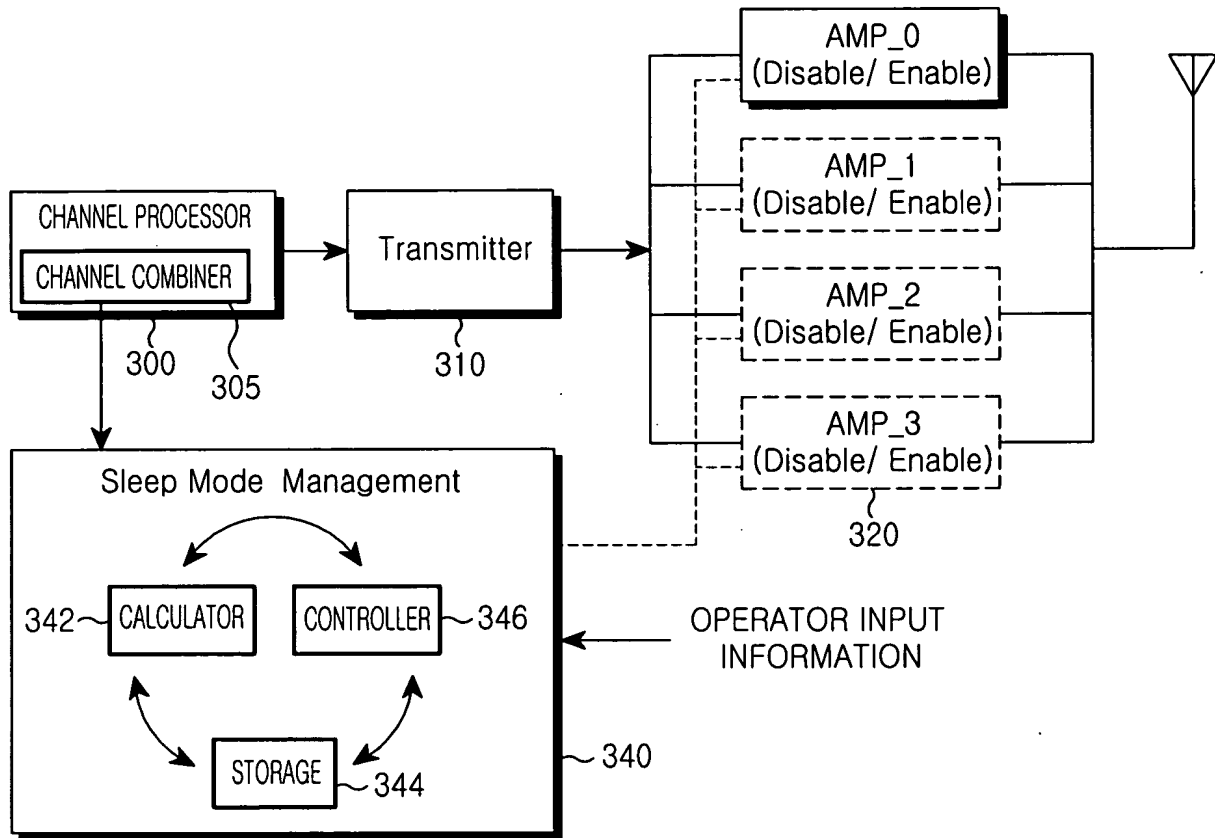 AMP_0
(Disable/ Enable)
AMP_1
(Disable/ Enable)
AMP_2
(Disable/ Enable)
AMP_3
(Disable/ Enable)
320
CHANNEL PROCESSOR
CHANNEL COMBINER
300
305
Transmitter
310
Sleep Mode Management
342
CALCULATOR
CONTROLLER
346
STORAGE
344
340
OPERATOR INPUT
INFORMATION